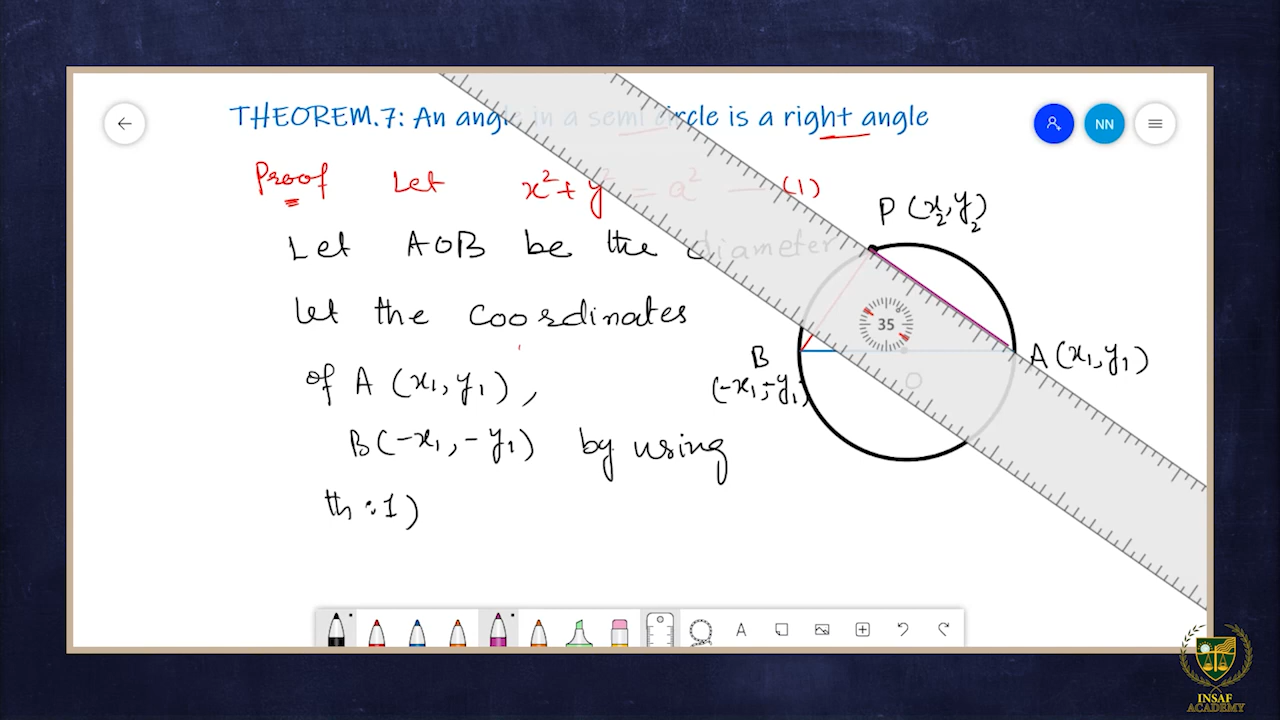 THEOREM.7: An angle in a semi circle is a right angle
NN
Proof Let x² + y² = a² — (1)
Let AOB be the diameter
let the coordinates
of A (x₁, y₁),
B(-x₁, -y₁) by using
th: 1)
P (x₂, y₂)
35
B
(-x₁, -y₁)
A (x₁, y₁)
O
A
INSAF
ACADEMY